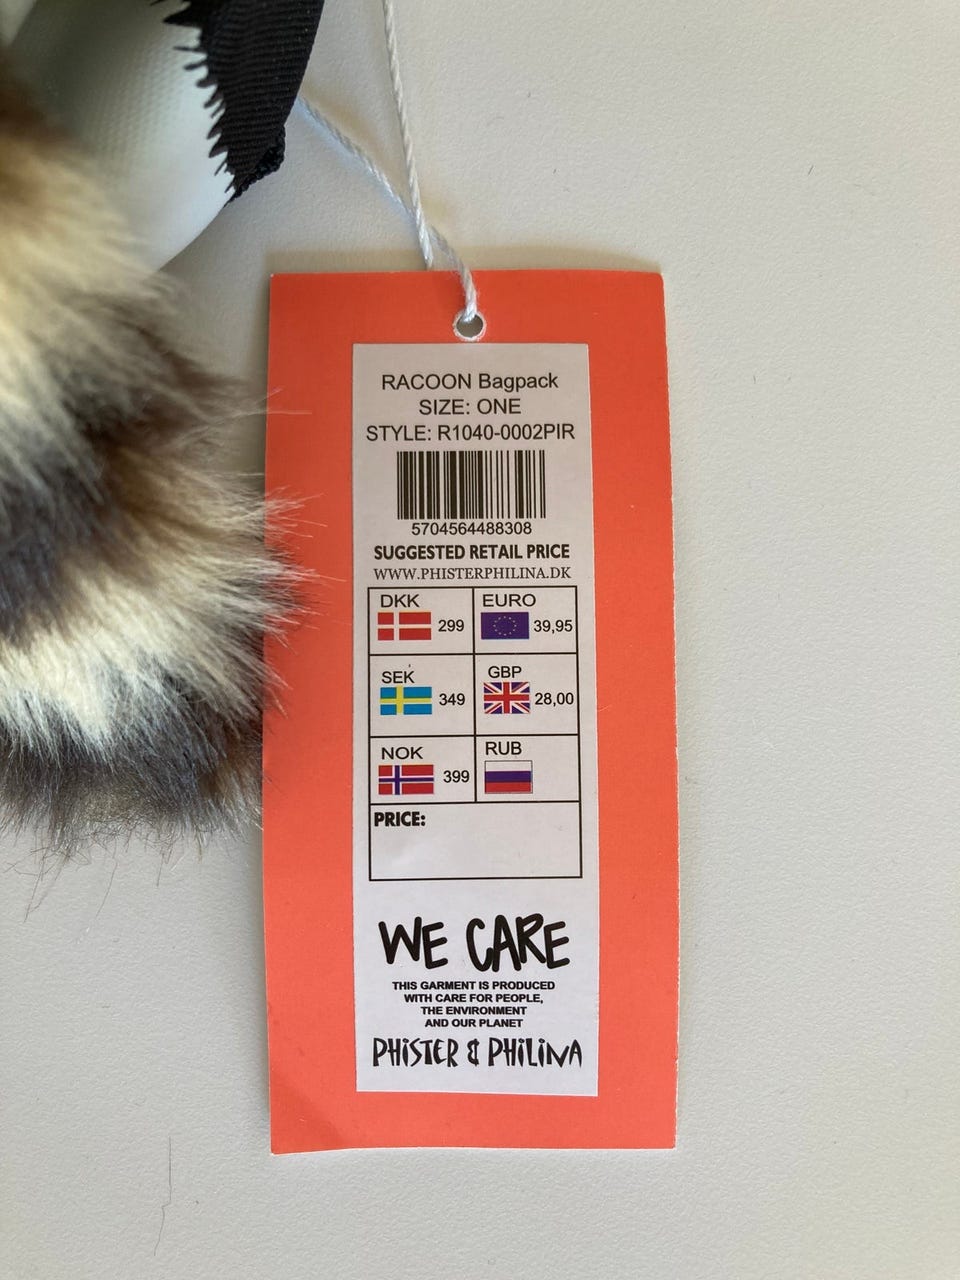 RACOON Bagpack
SIZE: ONE
STYLE: R1040-0002PIR
5704564488308
SUGGESTED RETAIL PRICE
WWW.PHISTERPHILINA.DK
DKK 299
EURO 39,95
SEK 349
GBP 28,00
NOK 399
RUB
PRICE:
WE CARE
THIS GARMENT IS PRODUCED
WITH CARE FOR PEOPLE,
THE ENVIRONMENT
AND OUR PLANET
PHISTER & PHILINA